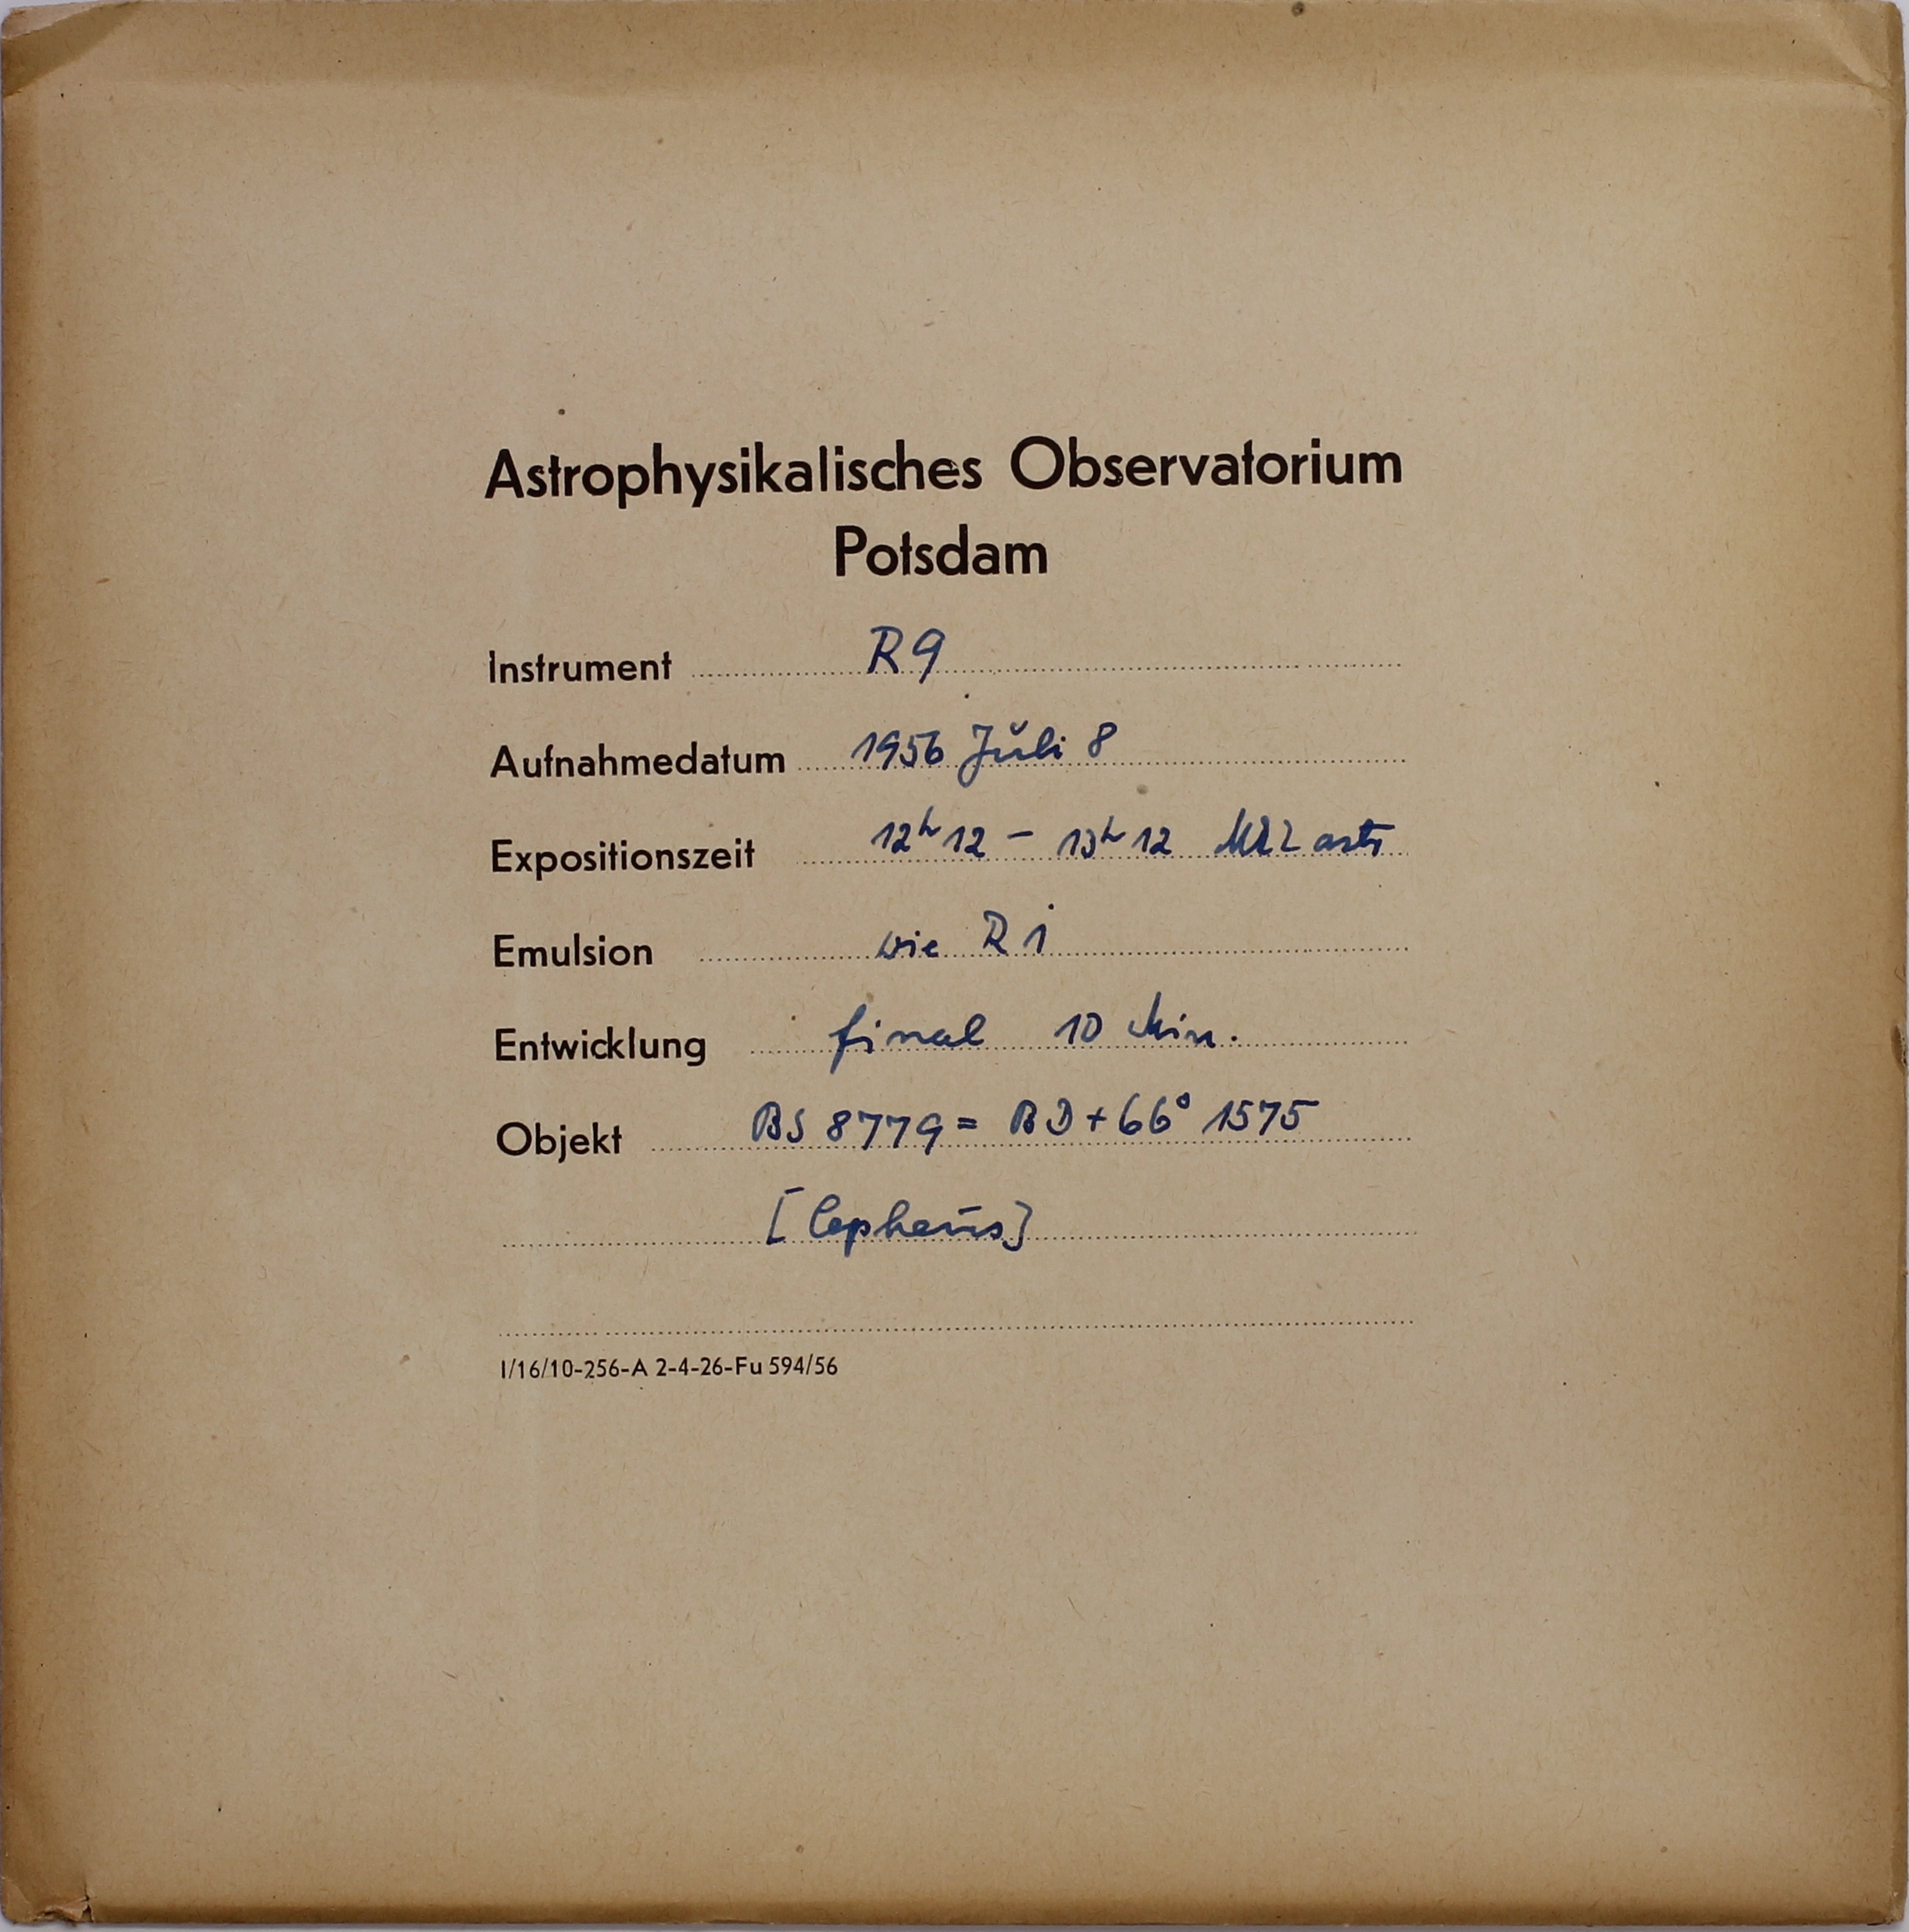 Astrophysikalisches Observatorium
Potsdam
Instrument R9
Aufnahmedatum 1956 Juli 8
Expositionszeit 12h12 – 13h12 MEZ astr
Emulsion wie R1
Entwicklung final 10 Min.
Objekt BS 8779 = BD+66° 1575
[Cepheus]
I/16/10-256-A 2-4-26-Fu 594/56